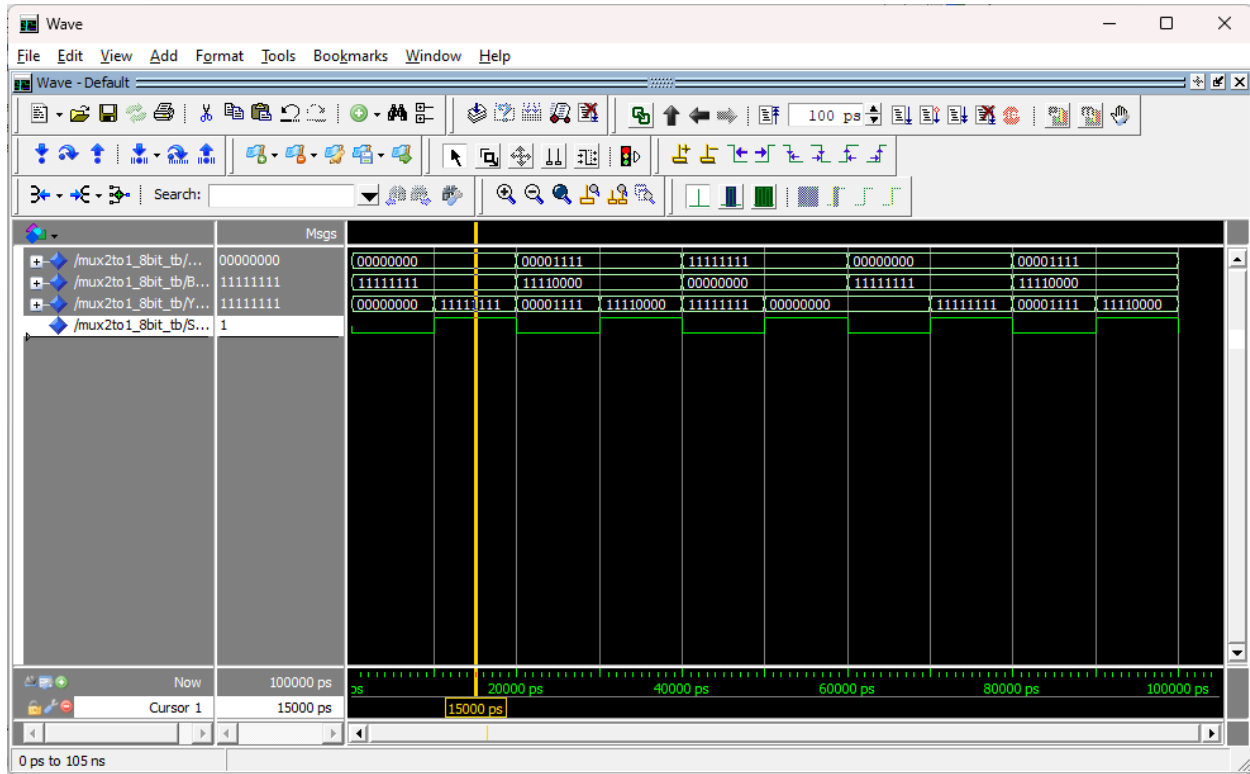 Wave
File Edit View Add Format Tools Bookmarks Window Help
Wave - Default
100 ps
Search:
Msgs
/mux2to1_8bit_tb/... 00000000 00000000 00001111 11111111 00000000 00001111
/mux2to1_8bit_tb/B... 11111111 11111111 11110000 00000000 11111111 11110000
/mux2to1_8bit_tb/Y... 11111111 00000000 11111111 00001111 11110000 11111111 00000000 11111111 00001111 11110000
/mux2to1_8bit_tb/S... 1
Now 100000 ps ps 20000 ps 40000 ps 60000 ps 80000 ps 100000 ps
Cursor 1 15000 ps 15000 ps
0 ps to 105 ns